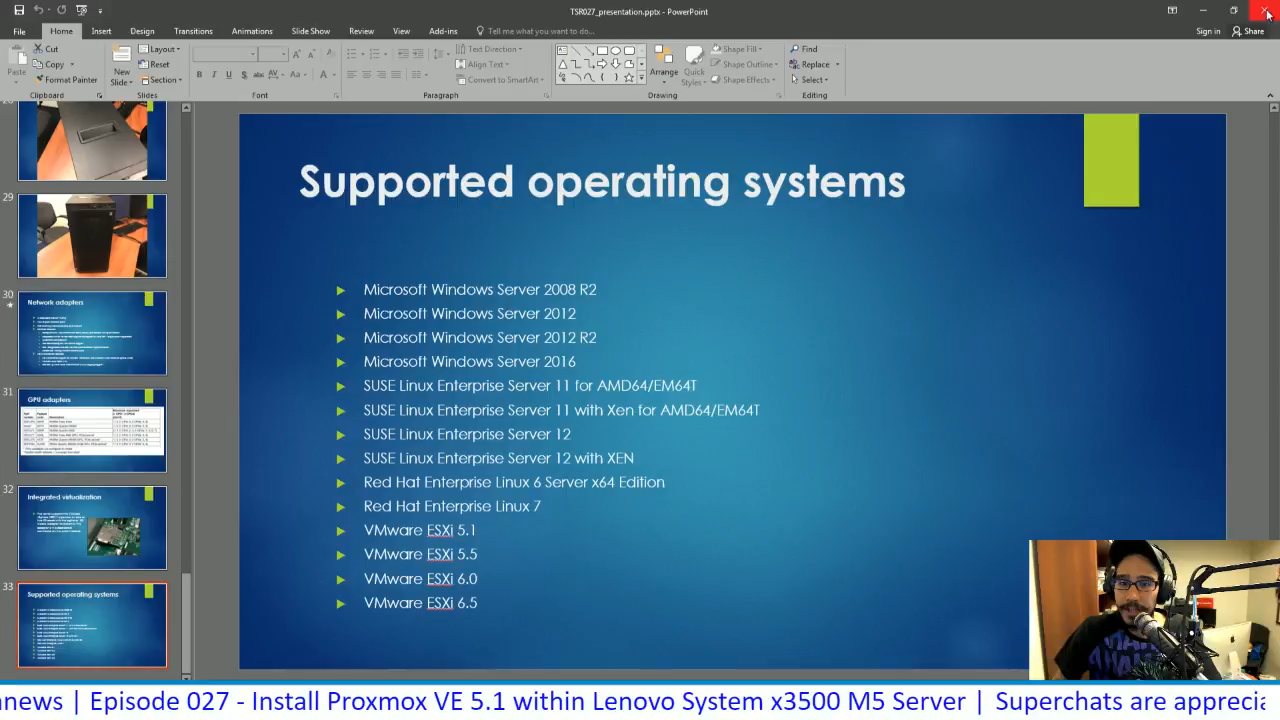 TSR027_presentation.pptx - PowerPoint
File Home Insert Design Transitions Animations Slide Show Review View Add-ins Sign in Share
Cut
Copy
Format Painter
Paste
Clipboard
New
Slide
Layout
Reset
Section
Slides
Font
Text Direction
Align Text
Convert to SmartArt
Paragraph
Arrange
Quick
Styles
Shape Fill
Shape Outline
Shape Effects
Drawing
Find
Replace
Select
Editing
29
30
Network adapters
31
GPU adapters
32
Integrated virtualization
33
Supported operating systems
Supported operating systems
Microsoft Windows Server 2008 R2
Microsoft Windows Server 2012
Microsoft Windows Server 2012 R2
Microsoft Windows Server 2016
SUSE Linux Enterprise Server 11 for AMD64/EM64T
SUSE Linux Enterprise Server 11 with Xen for AMD64/EM64T
SUSE Linux Enterprise Server 12
SUSE Linux Enterprise Server 12 with XEN
Red Hat Enterprise Linux 6 Server x64 Edition
Red Hat Enterprise Linux 7
VMware ESXi 5.1
VMware ESXi 5.5
VMware ESXi 6.0
VMware ESXi 6.5
nnews | Episode 027 - Install Proxmox VE 5.1 within Lenovo System x3500 M5 Server | Superchats are apprecia